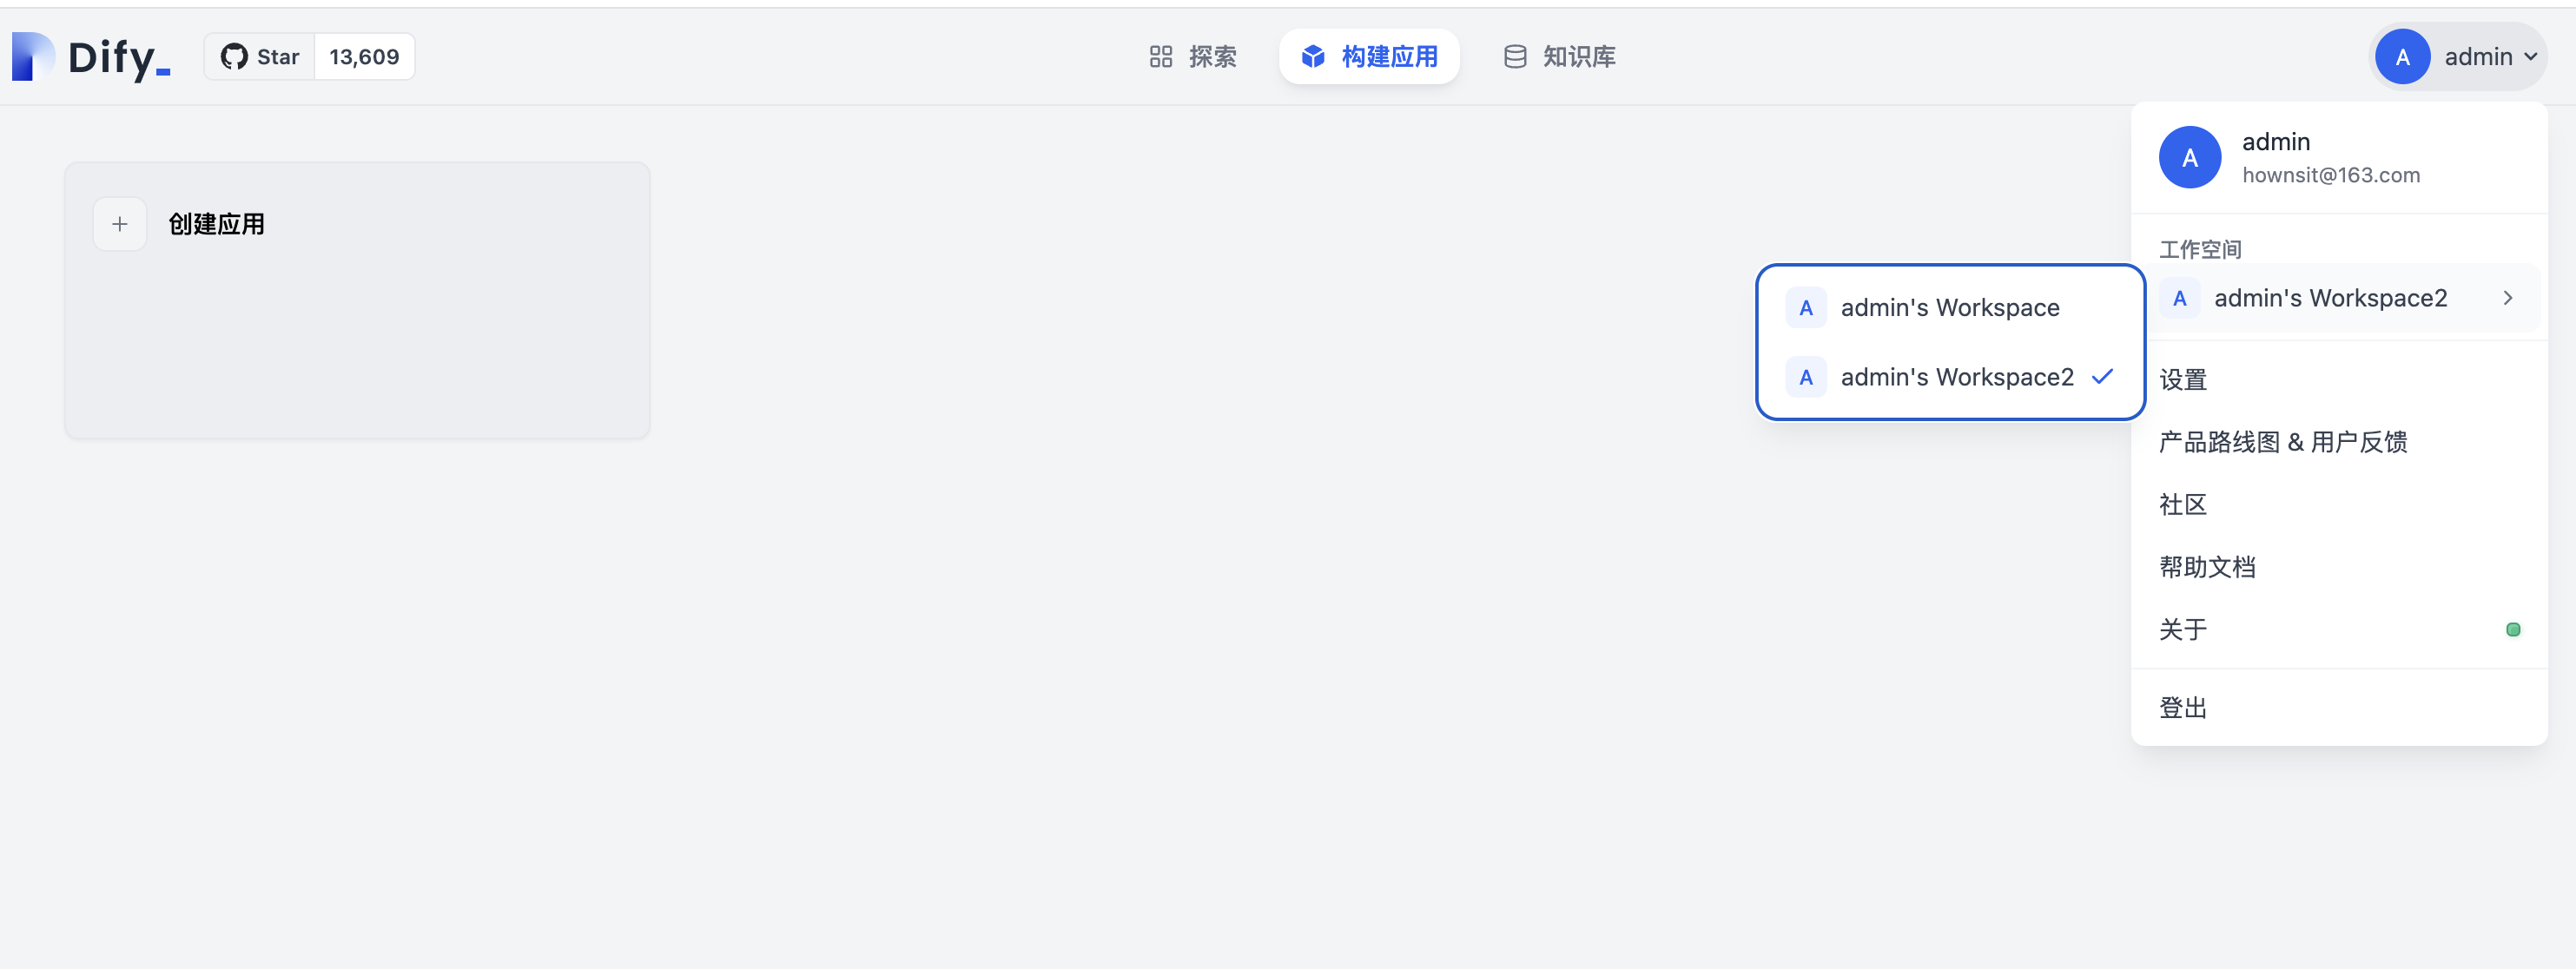 Dify_
Star 13,609
探索
构建应用
知识库
A admin
创建应用
A admin
hownsit@163.com
工作空间
A admin's Workspace2
A admin's Workspace
A admin's Workspace2
设置
产品路线图 & 用户反馈
社区
帮助文档
关于
登出